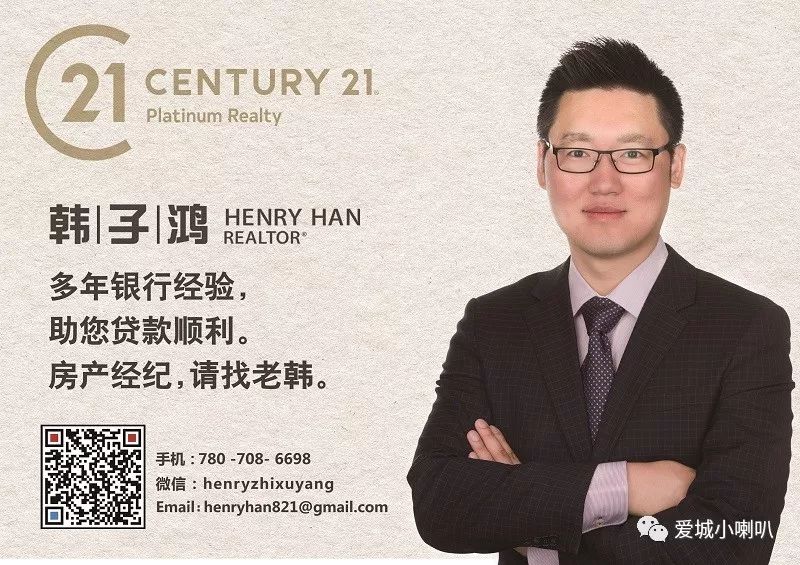 21 CENTURY 21®
Platinum Realty
韩|子|鸿 HENRY HAN
REALTOR®
多年银行经验，
助您贷款顺利。
房产经纪，请找老韩。
手机：780 -708- 6698
微信：henryzhixuyang
Email：henryhan821@gmail.com
爱城小喇叭